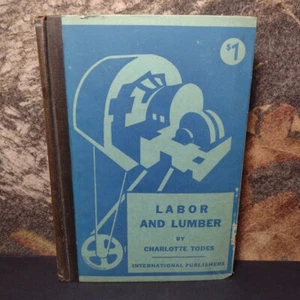 $1
LABOR
AND LUMBER
BY
CHARLOTTE TODES
INTERNATIONAL PUBLISHERS